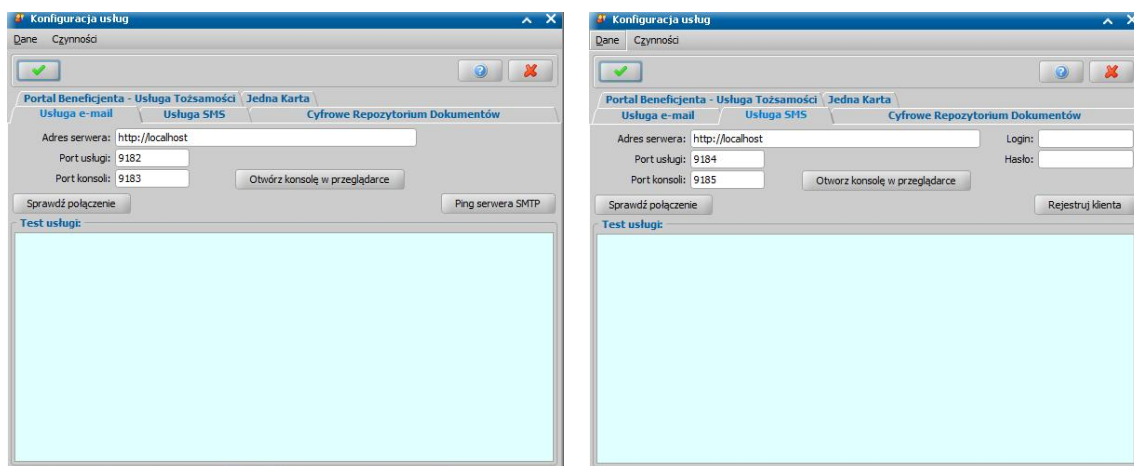 Konfiguracja usług
Dane Czynności
Portal Beneficjenta - Usługa Tożsamości Jedna Karta
Usługa e-mail Usługa SMS Cyfrowe Repozytorium Dokumentów
Adres serwera: http://localhost
Port usługi: 9182
Port konsoli: 9183 Otwórz konsolę w przeglądarce
Sprawdź połączenie Ping serwera SMTP
Test usługi:
Konfiguracja usług
Dane Czynności
Portal Beneficjenta - Usługa Tożsamości Jedna Karta
Usługa e-mail Usługa SMS Cyfrowe Repozytorium Dokumentów
Adres serwera: http://localhost Login:
Port usługi: 9184 Hasło:
Port konsoli: 9185 Otworz konsolę w przeglądarce
Sprawdź połączenie Rejestruj klienta
Test usługi: